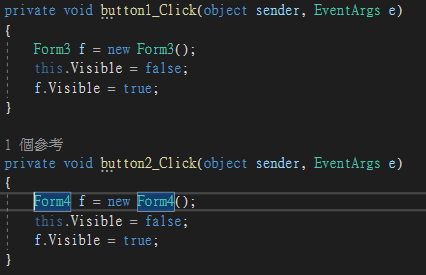 private void button1_Click(object sender, EventArgs e)
{
Form3 f = new Form3();
this.Visible = false;
f.Visible = true;
}
1 個參考
private void button2_Click(object sender, EventArgs e)
{
Form4 f = new Form4();
this.Visible = false;
f.Visible = true;
}